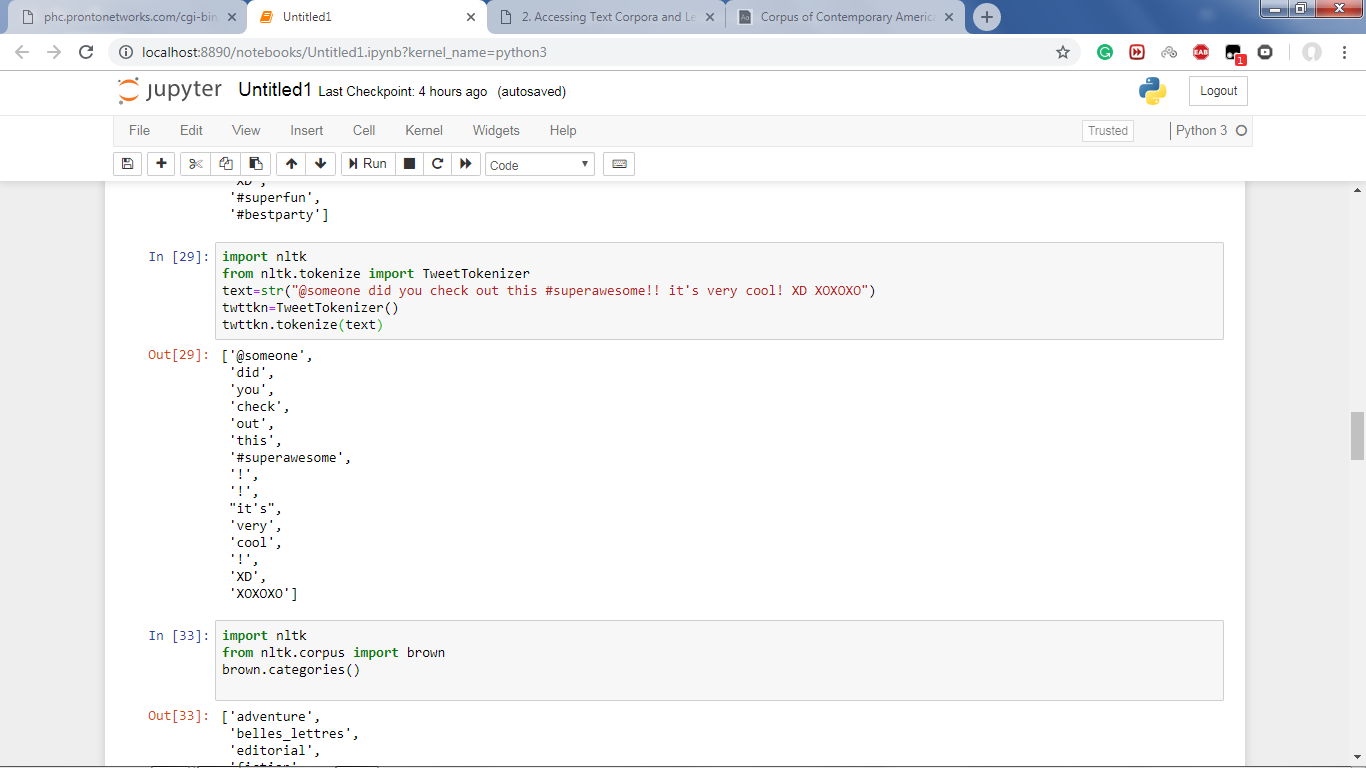 phc.prontonetworks.com/cgi-bin
Untitled1
2. Accessing Text Corpora and Le
Corpus of Contemporary America
localhost:8890/notebooks/Untitled1.ipynb?kernel_name=python3
EAB
1
jupyter Untitled1 Last Checkpoint: 4 hours ago (autosaved)
Logout
File Edit View Insert Cell Kernel Widgets Help
Trusted
Python 3
Run
Code
'XD',
'#superfun',
'#bestparty']
In [29]: import nltk
from nltk.tokenize import TweetTokenizer
text=str("@someone did you check out this #superawesome!! it's very cool! XD XOXOXO")
twttkn=TweetTokenizer()
twttkn.tokenize(text)
Out[29]: ['@someone',
'did',
'you',
'check',
'out',
'this',
'#superawesome',
'!',
'!',
"it's",
'very',
'cool',
'!',
'XD',
'XOXOXO']
In [33]: import nltk
from nltk.corpus import brown
brown.categories()
Out[33]: ['adventure',
'belles_lettres',
'editorial',
'fiction',